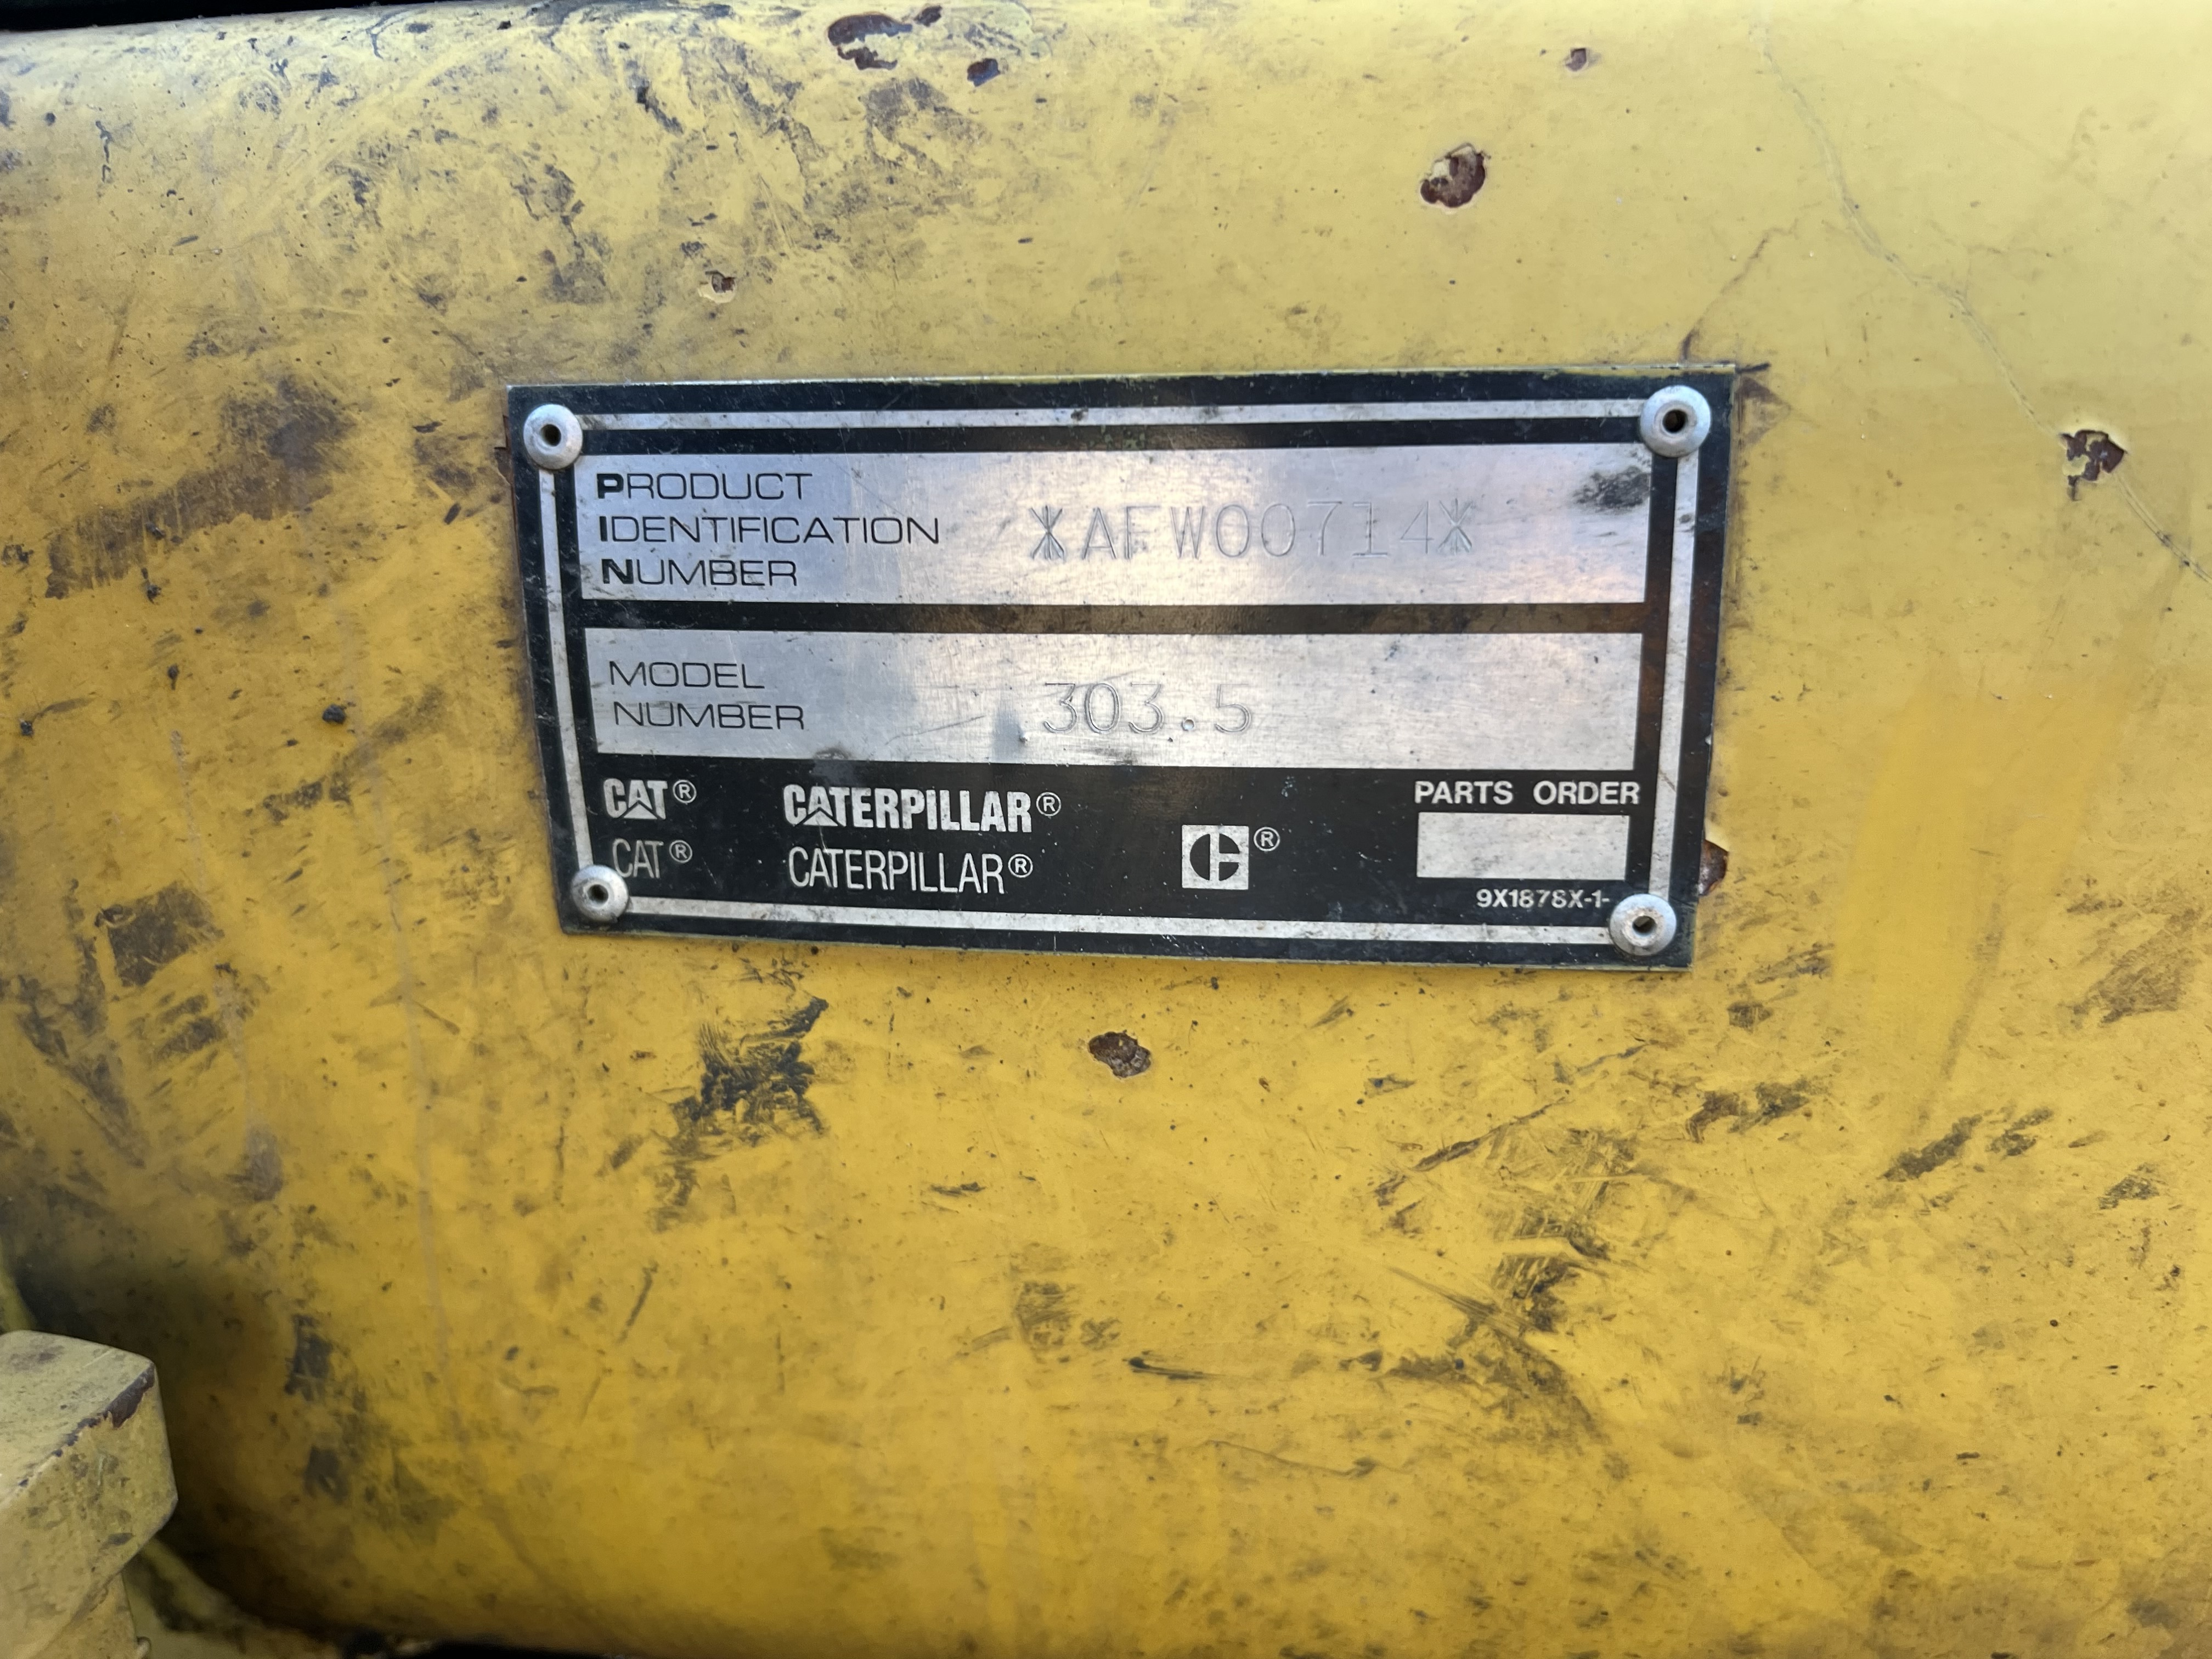 PRODUCT
IDENTIFICATION
NUMBER
*AFW00714*
MODEL
NUMBER
303.5
CAT® CATERPILLAR®
CAT® CATERPILLAR®
C®
PARTS ORDER
9X1878X-1-